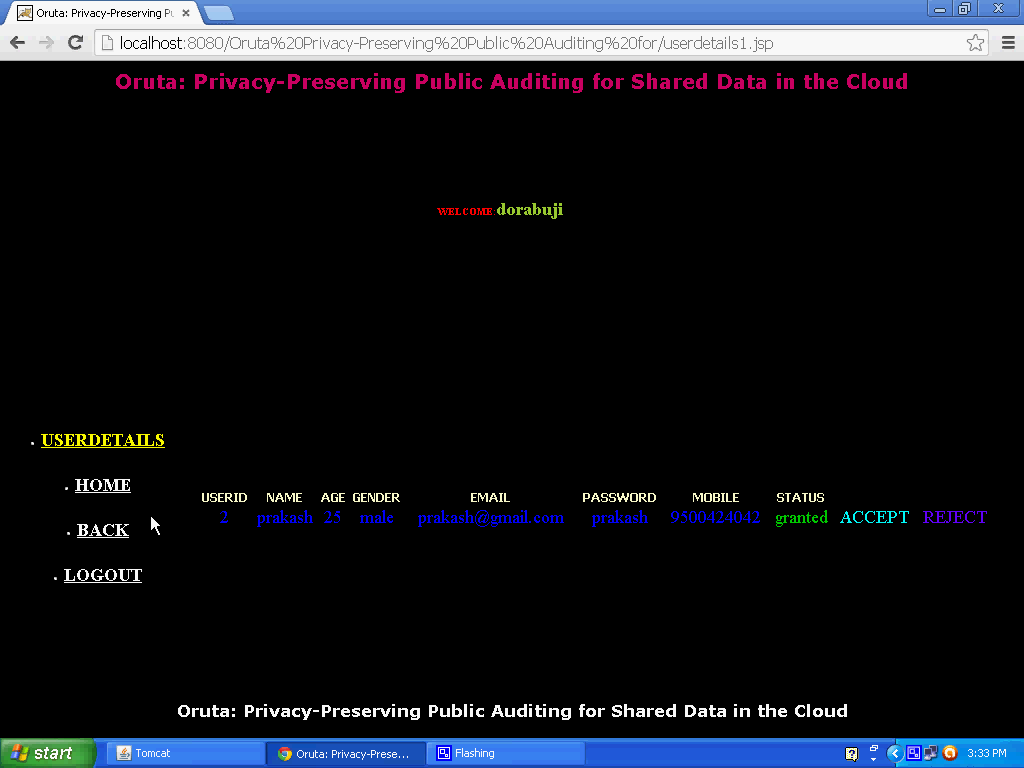 Oruta: Privacy-Preserving Pu
localhost:8080/Oruta%20Privacy-Preserving%20Public%20Auditing%20for/userdetails1.jsp
Oruta: Privacy-Preserving Public Auditing for Shared Data in the Cloud
WELCOME:dorabuji
USERDETAILS
HOME
BACK
LOGOUT
USERID NAME AGE GENDER EMAIL PASSWORD MOBILE STATUS
2 prakash 25 male prakash@gmail.com prakash 9500424042 granted ACCEPT REJECT
Oruta: Privacy-Preserving Public Auditing for Shared Data in the Cloud
start Tomcat Oruta: Privacy-Prese... Flashing 3:33 PM